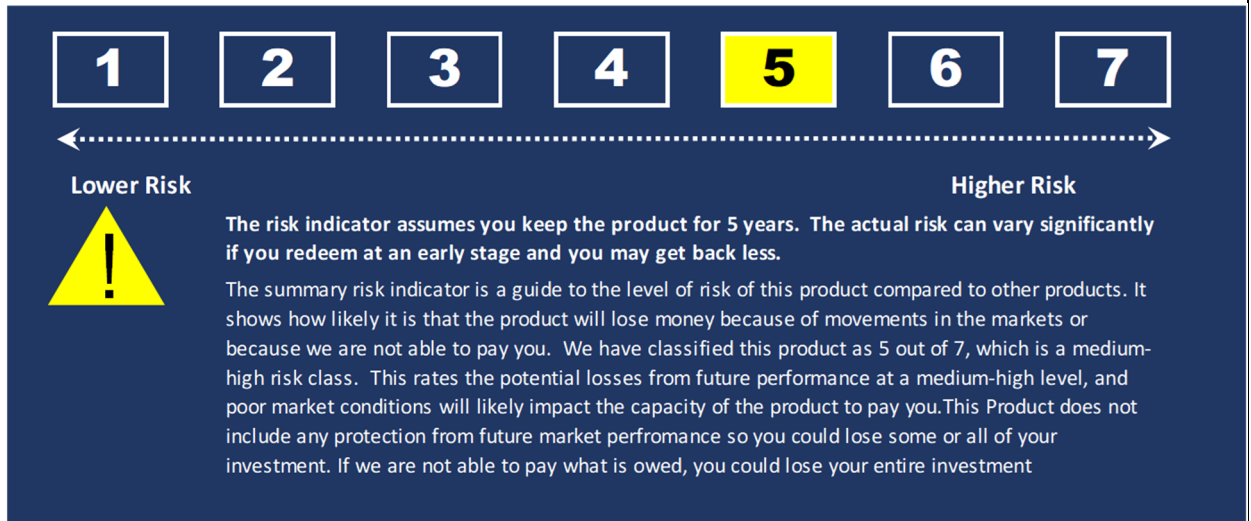 1 2 3 4 5 6 7
Lower Risk Higher Risk
!
The risk indicator assumes you keep the product for 5 years.  The actual risk can vary significantly
if you redeem at an early stage and you may get back less.
The summary risk indicator is a guide to the level of risk of this product compared to other products. It
shows how likely it is that the product will lose money because of movements in the markets or
because we are not able to pay you.  We have classified this product as 5 out of 7, which is a medium-
high risk class.  This rates the potential losses from future performance at a medium-high level, and
poor market conditions will likely impact the capacity of the product to pay you.This Product does not
include any protection from future market perfromance so you could lose some or all of your
investment. If we are not able to pay what is owed, you could lose your entire investment